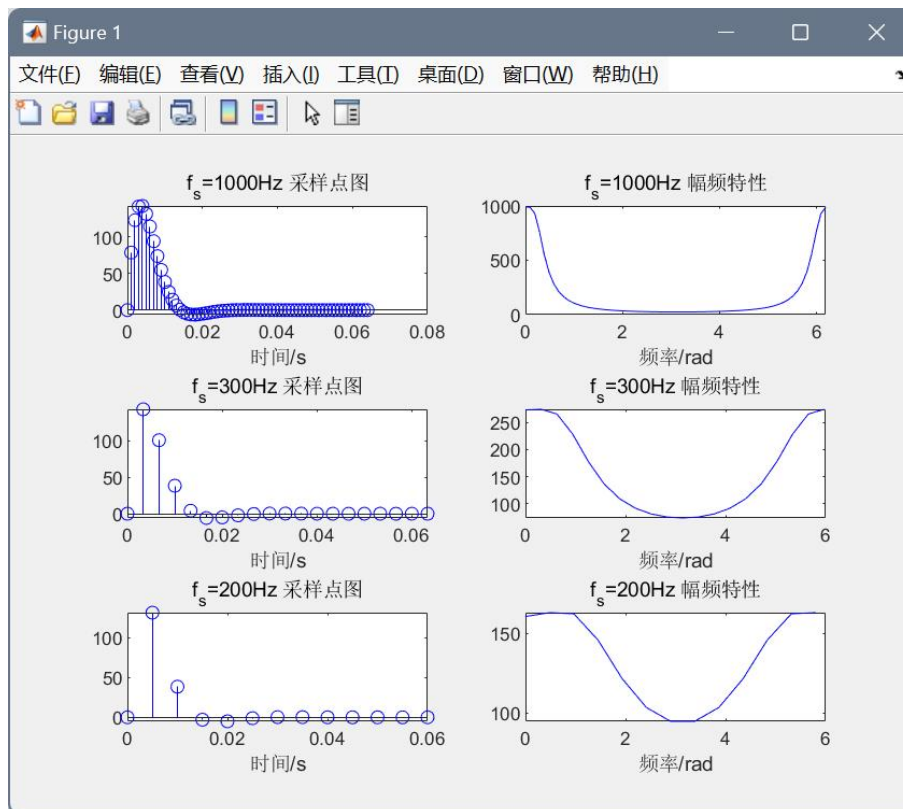 Figure 1
文件(F) 编辑(E) 查看(V) 插入(I) 工具(T) 桌面(D) 窗口(W) 帮助(H)
f_s=1000Hz 采样点图
100
50
0
0 0.02 0.04 0.06 0.08
时间/s
f_s=1000Hz 幅频特性
1000
500
0
0 2 4 6
频率/rad
f_s=300Hz 采样点图
100
50
0
0 0.02 0.04 0.06
时间/s
f_s=300Hz 幅频特性
250
200
150
100
0 2 4 6
频率/rad
f_s=200Hz 采样点图
100
50
0
0 0.02 0.04 0.06
时间/s
f_s=200Hz 幅频特性
150
100
0 2 4 6
频率/rad